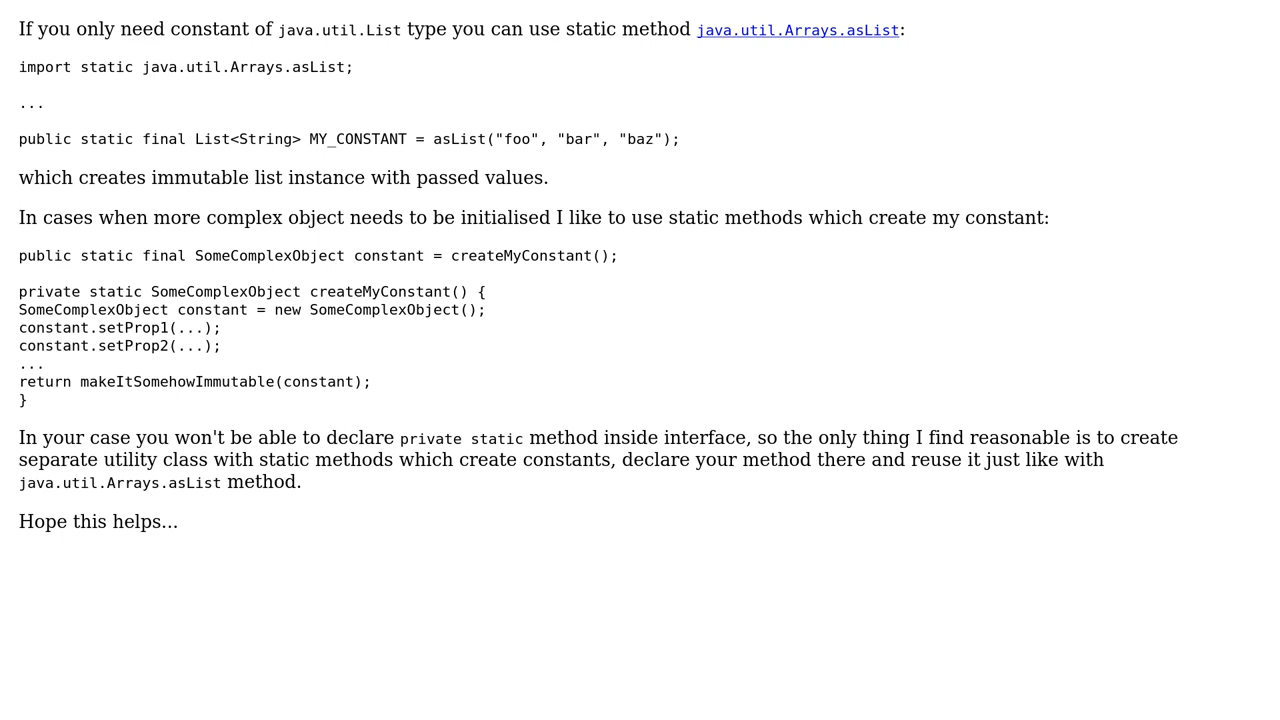 If you only need constant of java.util.List type you can use static method java.util.Arrays.asList:
import static java.util.Arrays.asList;
...
public static final List<String> MY_CONSTANT = asList("foo", "bar", "baz");
which creates immutable list instance with passed values.
In cases when more complex object needs to be initialised I like to use static methods which create my constant:
public static final SomeComplexObject constant = createMyConstant();
private static SomeComplexObject createMyConstant() {
SomeComplexObject constant = new SomeComplexObject();
constant.setProp1(...);
constant.setProp2(...);
...
return makeItSomehowImmutable(constant);
}
In your case you won't be able to declare private static method inside interface, so the only thing I find reasonable is to create
separate utility class with static methods which create constants, declare your method there and reuse it just like with
java.util.Arrays.asList method.
Hope this helps...